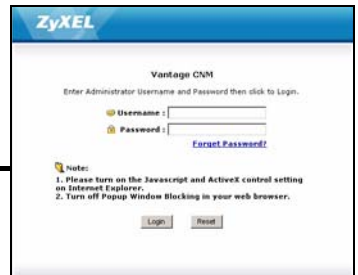 ZyXEL
Vantage CNM
Enter Administrator Username and Password then click to Login.
Username :
Password :
Forget Password?
Note:
1. Please turn on the Javascript and ActiveX control setting
on Internet Explorer.
2. Turn off Popup Window Blocking in your web browser.
Login Reset